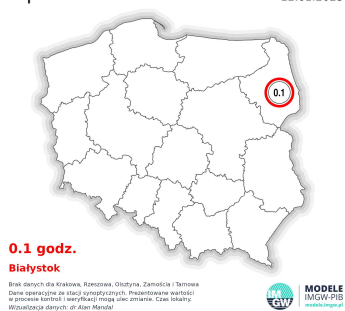 0.1
0.1 godz.
Białystok
Brak danych dla Krakowa, Rzeszowa, Olsztyna, Zamościa i Tarnowa
Dane operacyjne ze stacji synoptycznych. Prezentowane wartości
w procesie kontroli i weryfikacji mogą ulec zmianie. Czas lokalny.
Wizualizacja danych: dr Alan Mandal
IM
GW
MODELE
IMGW-PIB
modele.imgw.pl